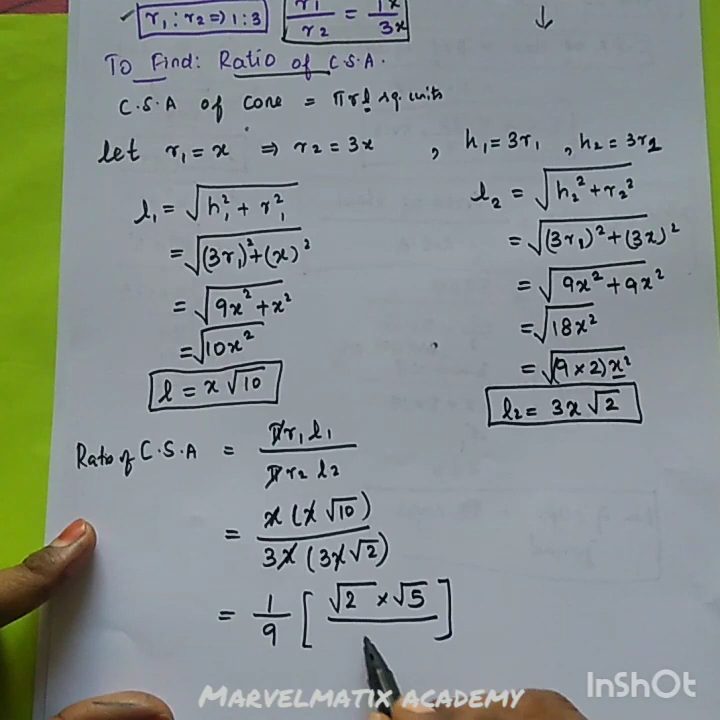 r₁ : r₂ ⇒ 1 : 3   r₁/r₂ = 1x/3x   ↓
To Find: Ratio of C.S.A.
C.S.A of Cone = πrl sq.units
let r₁ = x ⇒ r₂ = 3x , h₁ = 3r₁ , h₂ = 3r₂
l₁ = √(h₁² + r₁²)
= √((3r₁)² + (x)²)
= √(9x² + x²)
= √(10x²)
l = x√10
l₂ = √(h₂² + r₂²)
= √((3r₁)² + (3x)²)
= √(9x² + 9x²)
= √(18x²)
= √((9 × 2)x²)
l₂ = 3x√2
Ratio of C.S.A = πr₁l₁ / πr₂l₂
= x(x√10) / 3x(3x√2)
= 1/9 [ √2 × √5 / ]
MARVELMATIX ACADEMY
InShOt